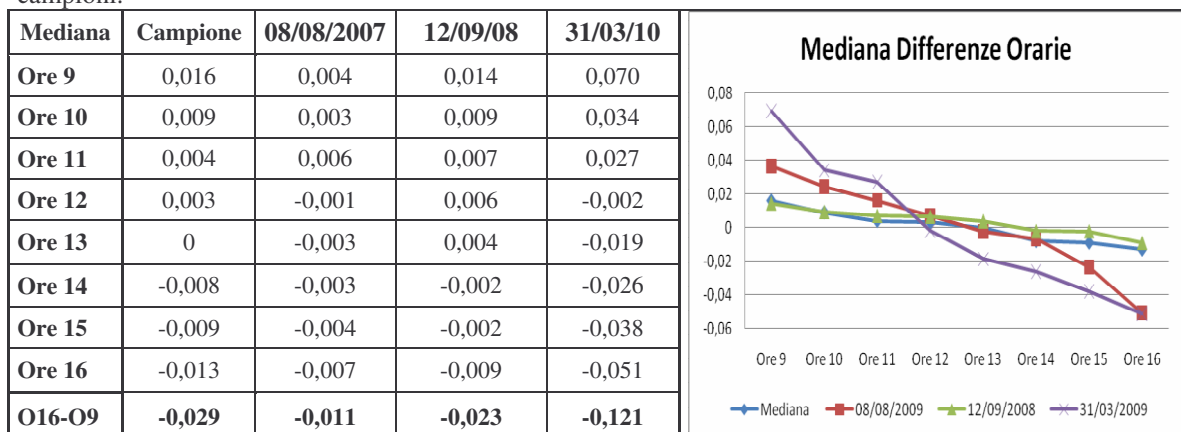 campioni.
Mediana Campione 08/08/2007 12/09/08 31/03/10
Ore 9 0,016 0,004 0,014 0,070
Ore 10 0,009 0,003 0,009 0,034
Ore 11 0,004 0,006 0,007 0,027
Ore 12 0,003 -0,001 0,006 -0,002
Ore 13 0 -0,003 0,004 -0,019
Ore 14 -0,008 -0,003 -0,002 -0,026
Ore 15 -0,009 -0,004 -0,002 -0,038
Ore 16 -0,013 -0,007 -0,009 -0,051
O16-O9 -0,029 -0,011 -0,023 -0,121
Mediana Differenze Orarie
0,08
0,06
0,04
0,02
0
-0,02
-0,04
-0,06
Ore 9 Ore 10 Ore 11 Ore 12 Ore 13 Ore 14 Ore 15 Ore 16
Mediana 08/08/2009 12/09/2008 31/03/2009